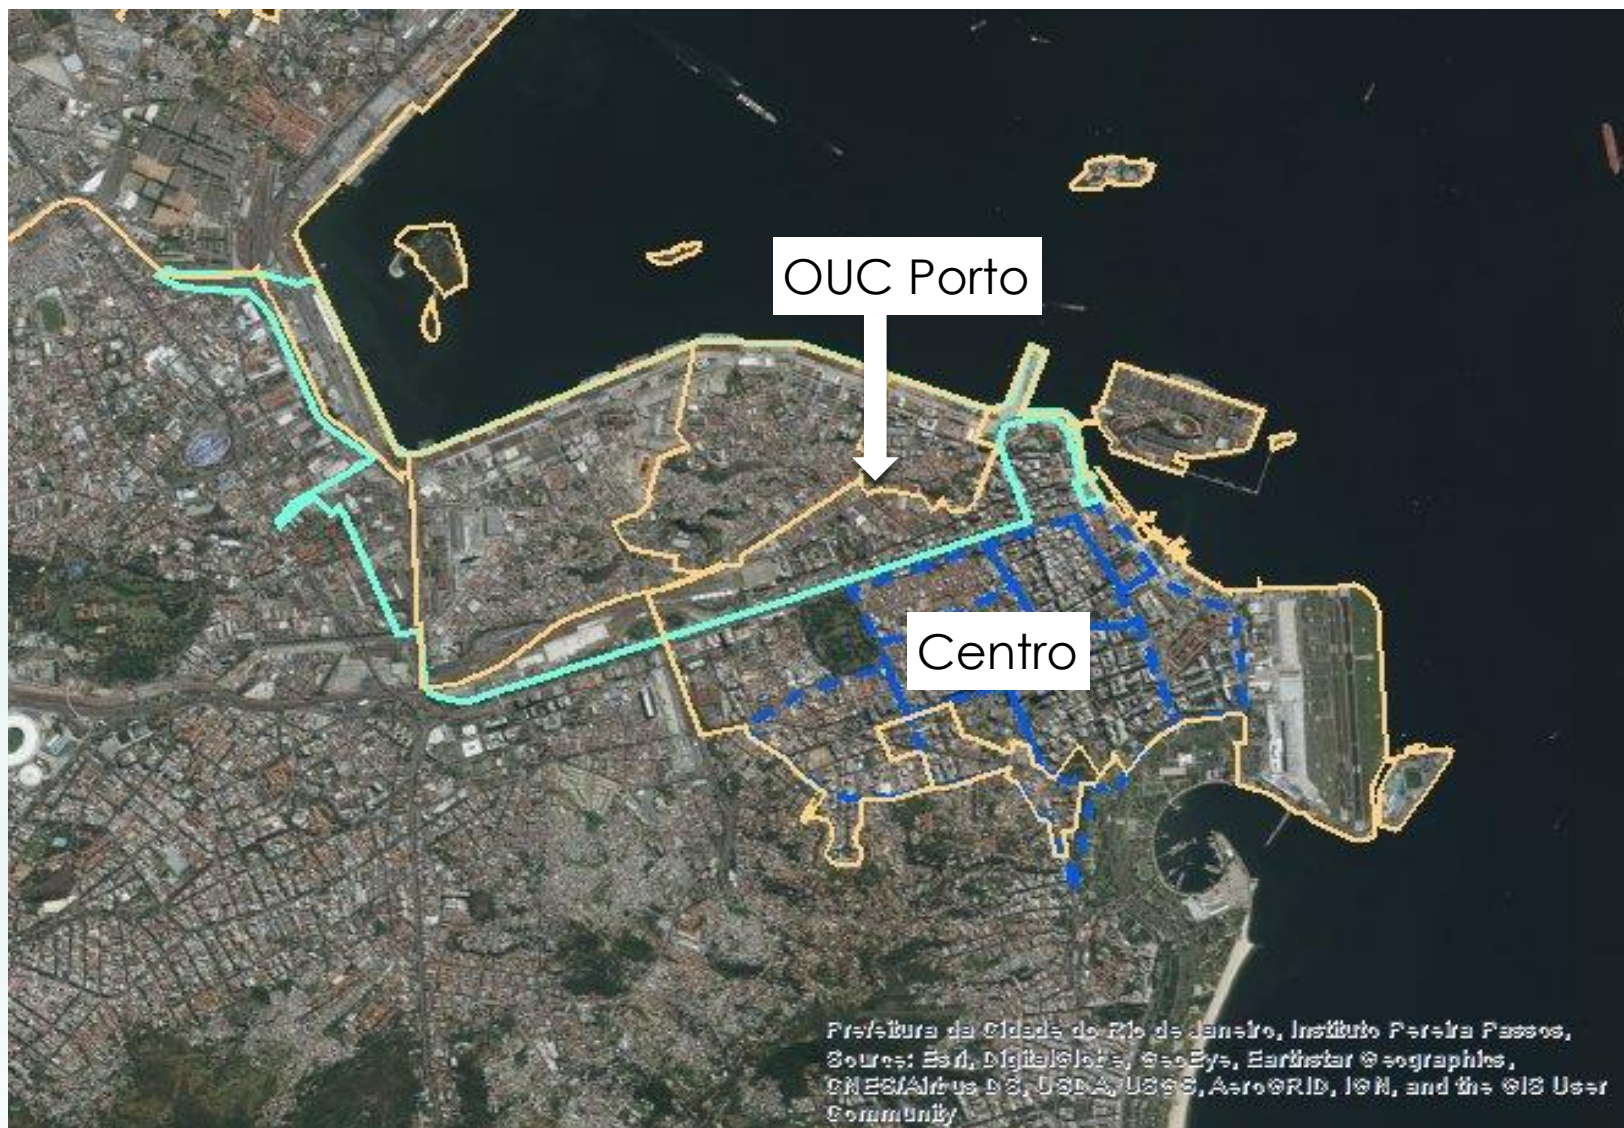 OUC Porto
Centro
Prefeitura da Cidade do Rio de Janeiro, Instituto Pereira Passos,
Source: Esri, DigitalGlobe, GeoEye, Earthstar Geographics,
CNES/Airbus DS, USDA, USGS, AeroGRID, IGN, and the GIS User
Community